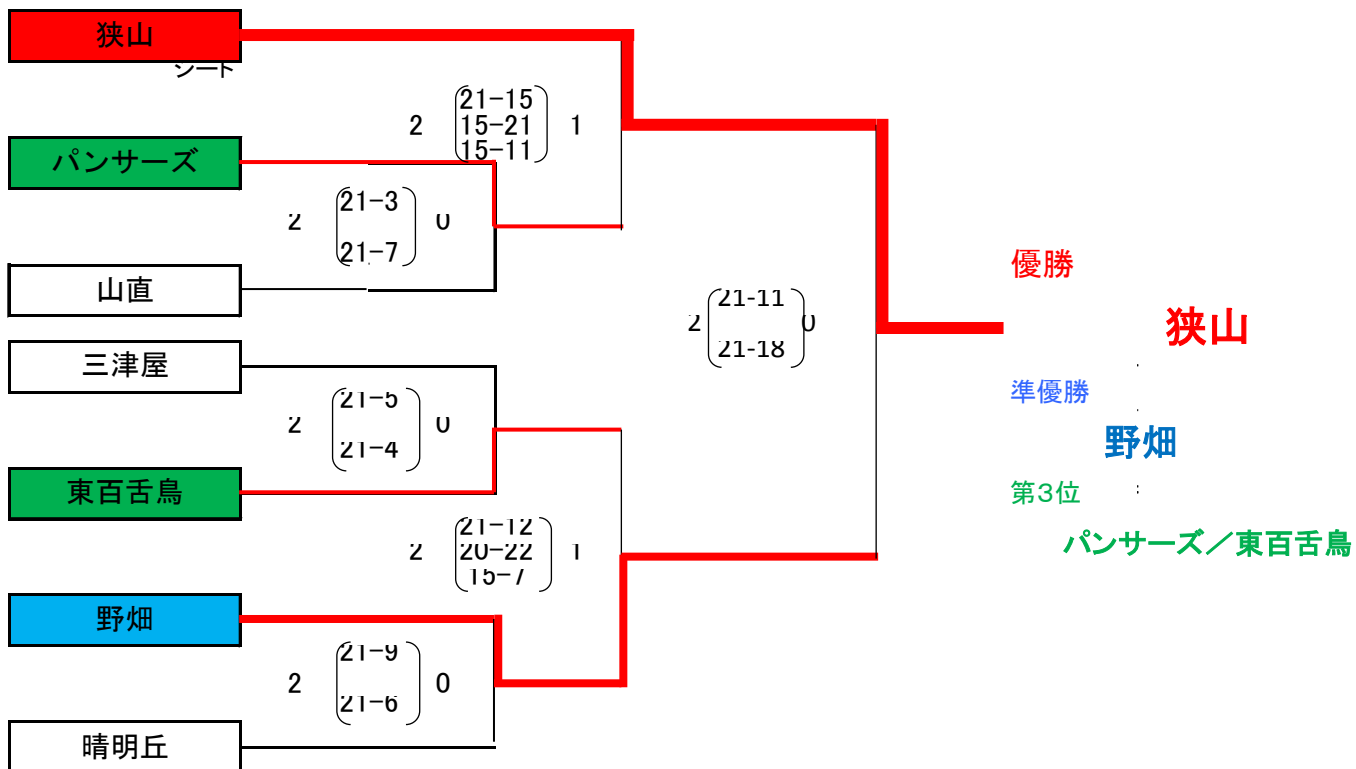 狭山
シート
21−15
2 15−21 1
15−11
パンサーズ
21−3
2 0
21−7
山直
優勝
狭山
21-11
2 0
21-18
三津屋
21−5
2 0
21−4
準優勝
野畑
東百舌鳥
第3位
パンサーズ／東百舌鳥
21−12
2 20−22 1
15−7
野畑
21−9
2 0
21−6
晴明丘